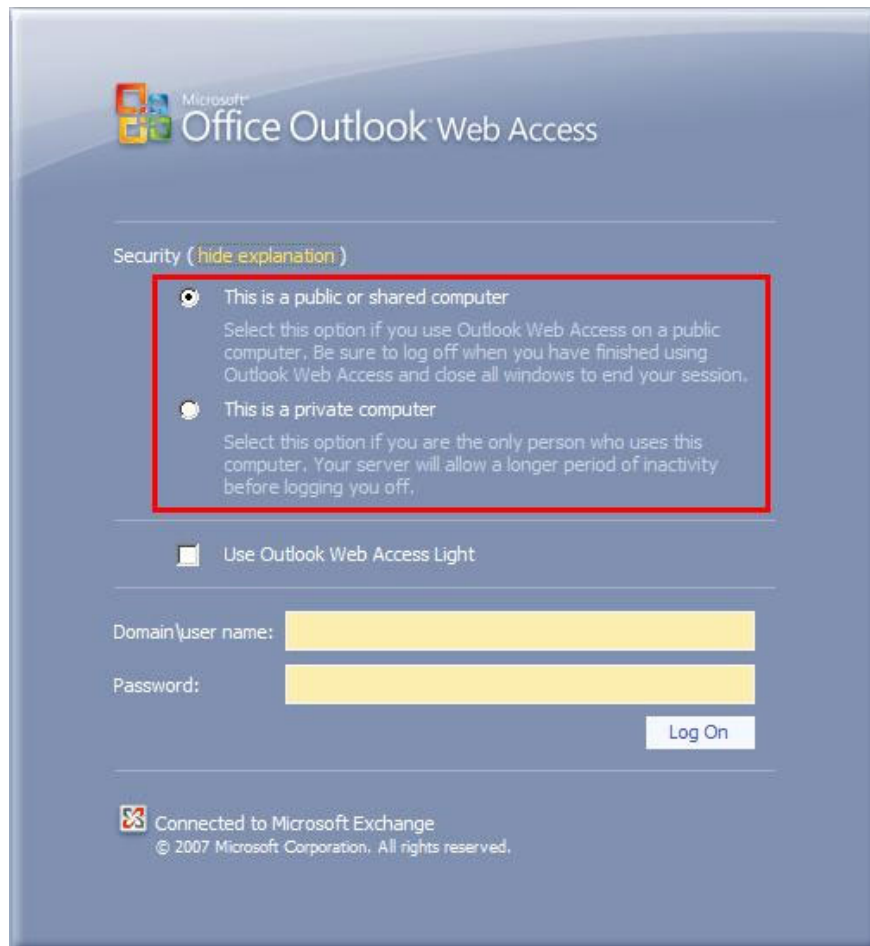 Microsoft®
Office Outlook Web Access
Security ( hide explanation )
This is a public or shared computer
Select this option if you use Outlook Web Access on a public
computer. Be sure to log off when you have finished using
Outlook Web Access and close all windows to end your session.
This is a private computer
Select this option if you are the only person who uses this
computer. Your server will allow a longer period of inactivity
before logging you off.
Use Outlook Web Access Light
Domain\user name:
Password:
Log On
Connected to Microsoft Exchange
© 2007 Microsoft Corporation. All rights reserved.